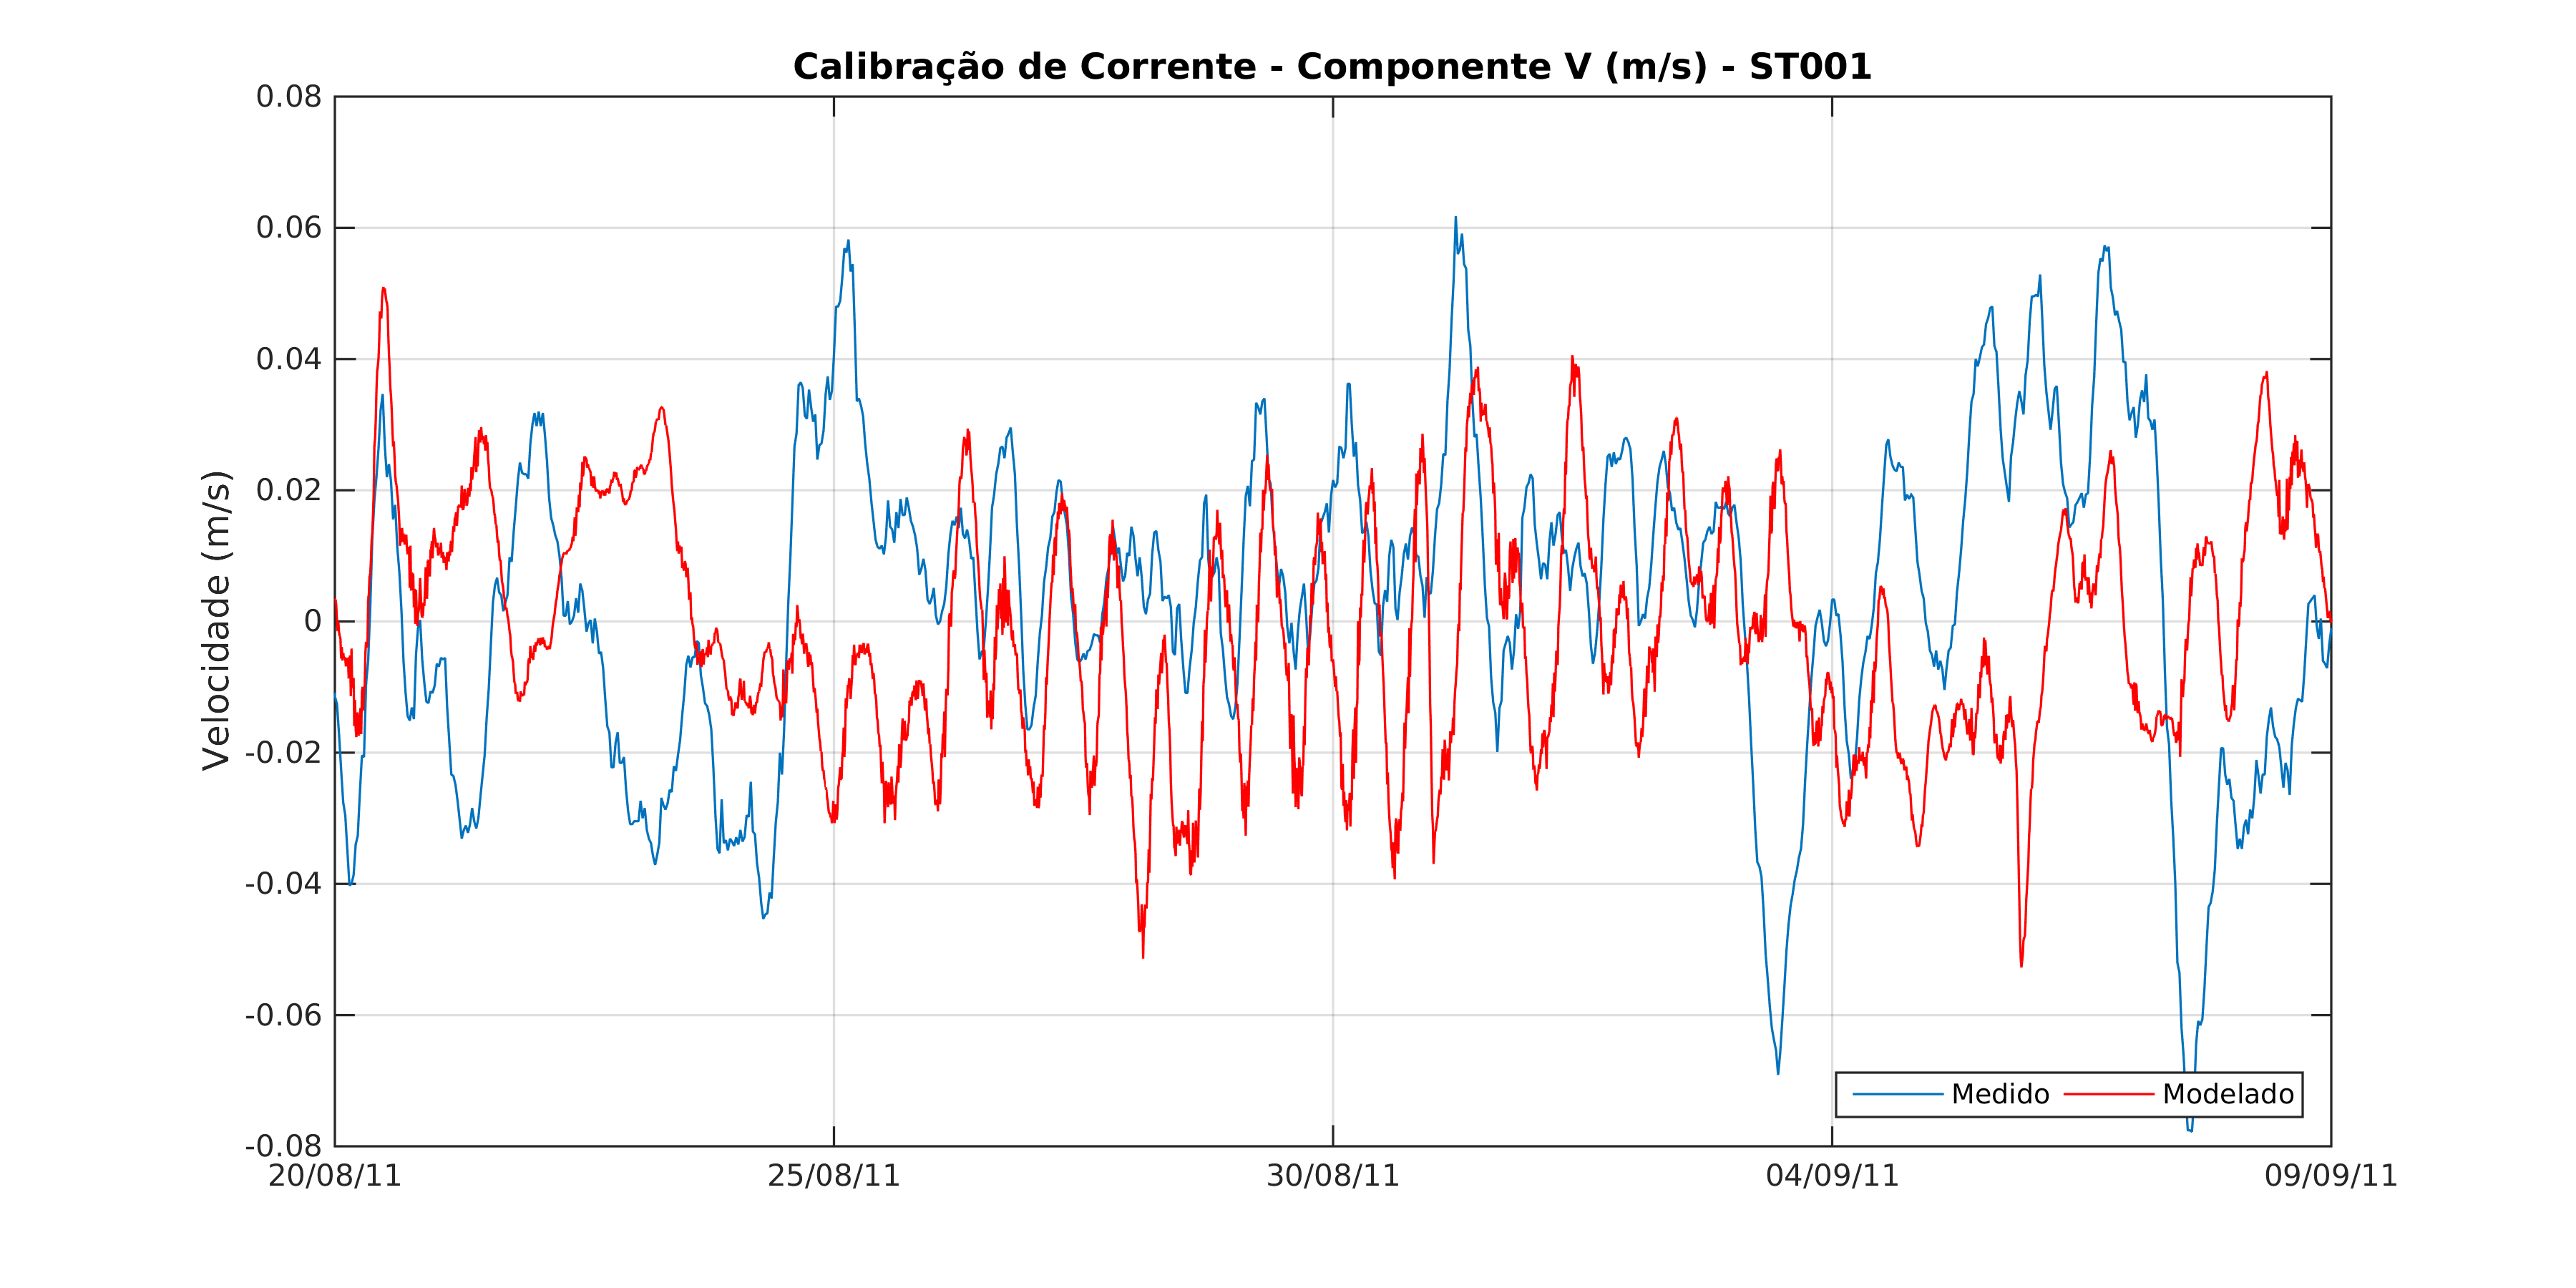 Calibração de Corrente - Componente V (m/s) - ST001
Velocidade (m/s)
0.08
0.06
0.04
0.02
0
-0.02
-0.04
-0.06
-0.08
20/08/11 25/08/11 30/08/11 04/09/11 09/09/11
Medido Modelado